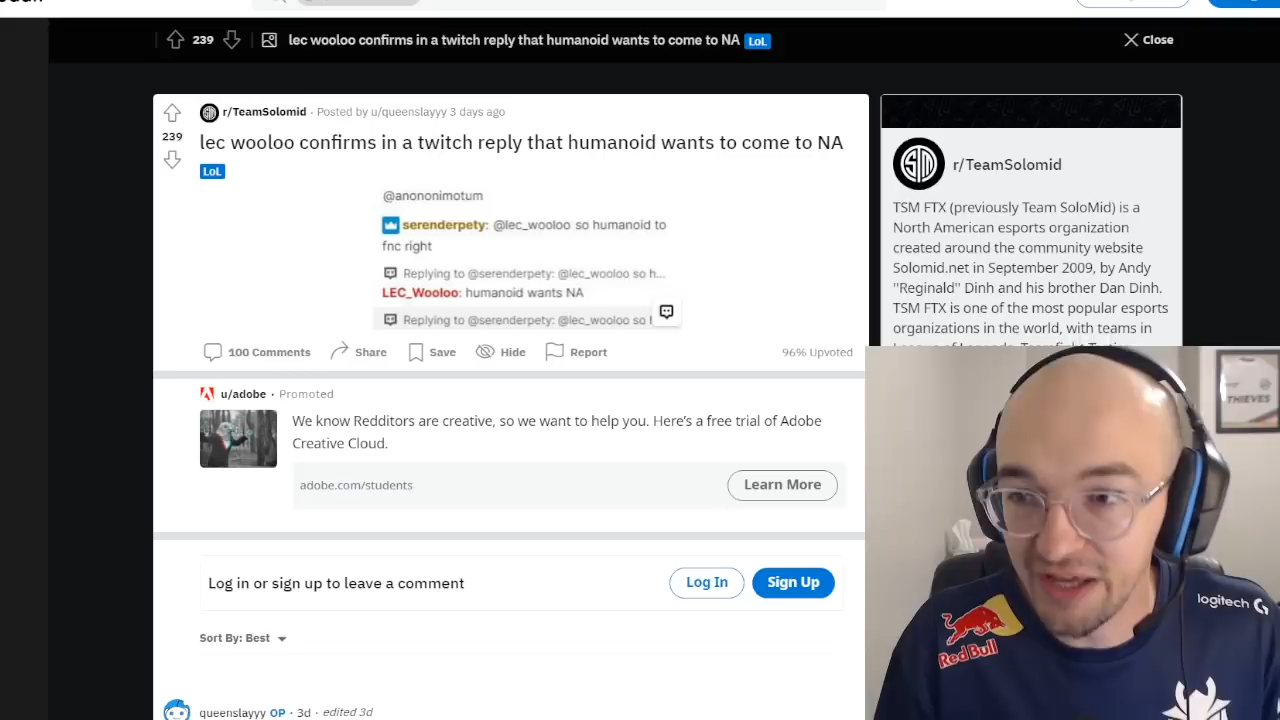 239
lec wooloo confirms in a twitch reply that humanoid wants to come to NA LoL
Close
r/TeamSolomid · Posted by u/queenslayyy 3 days ago
239
lec wooloo confirms in a twitch reply that humanoid wants to come to NA
LoL
@anononimotum
serenderpety: @lec_wooloo so humanoid to
fnc right
Replying to @serenderpety: @lec_wooloo so h...
LEC_Wooloo: humanoid wants NA
Replying to @serenderpety: @lec_wooloo so
100 Comments Share Save Hide Report 96% Upvoted
u/adobe · Promoted
We know Redditors are creative, so we want to help you. Here's a free trial of Adobe
Creative Cloud.
adobe.com/students
Learn More
Log in or sign up to leave a comment
Log In
Sign Up
Sort By: Best
queenslayyy OP · 3d · edited 3d
r/TeamSolomid
TSM FTX (previously Team SoloMid) is a
North American esports organization
created around the community website
Solomid.net in September 2009, by Andy
"Reginald" Dinh and his brother Dan Dinh.
TSM FTX is one of the most popular esports
organizations in the world, with teams in
THIEVES
logitech G
Red Bull